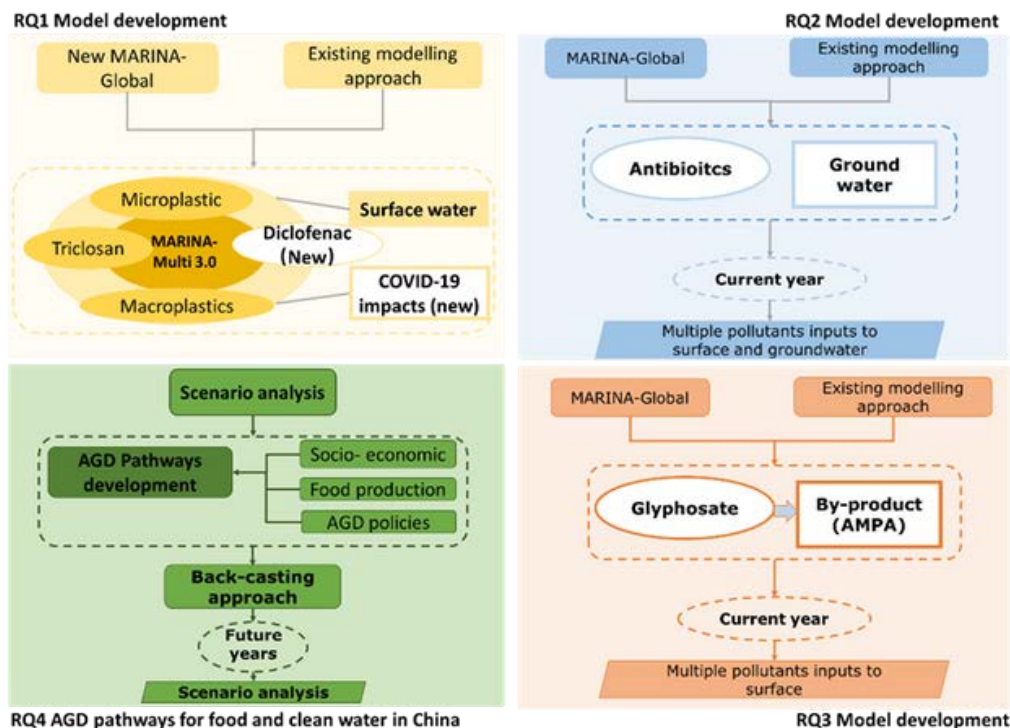 RQ1 Model development
New MARINA-
Global
Existing modelling
approach
Microplastic
Surface water
Triclosan
MARINA-
Multi 3.0
Diclofenac
(New)
Macroplastics
COVID-19
impacts (new)
RQ2 Model development
MARINA-Global
Existing modelling
approach
Antibioitcs
Ground
water
Current year
Multiple pollutants inputs to
surface and groundwater
Scenario analysis
AGD Pathways
development
Socio- economic
Food production
AGD policies
Back-casting
approach
Future
years
Scenario analysis
RQ4 AGD pathways for food and clean water in China
MARINA-Global
Existing modelling
approach
Glyphosate
By-product
(AMPA)
Current year
Multiple pollutants inputs to
surface
RQ3 Model development